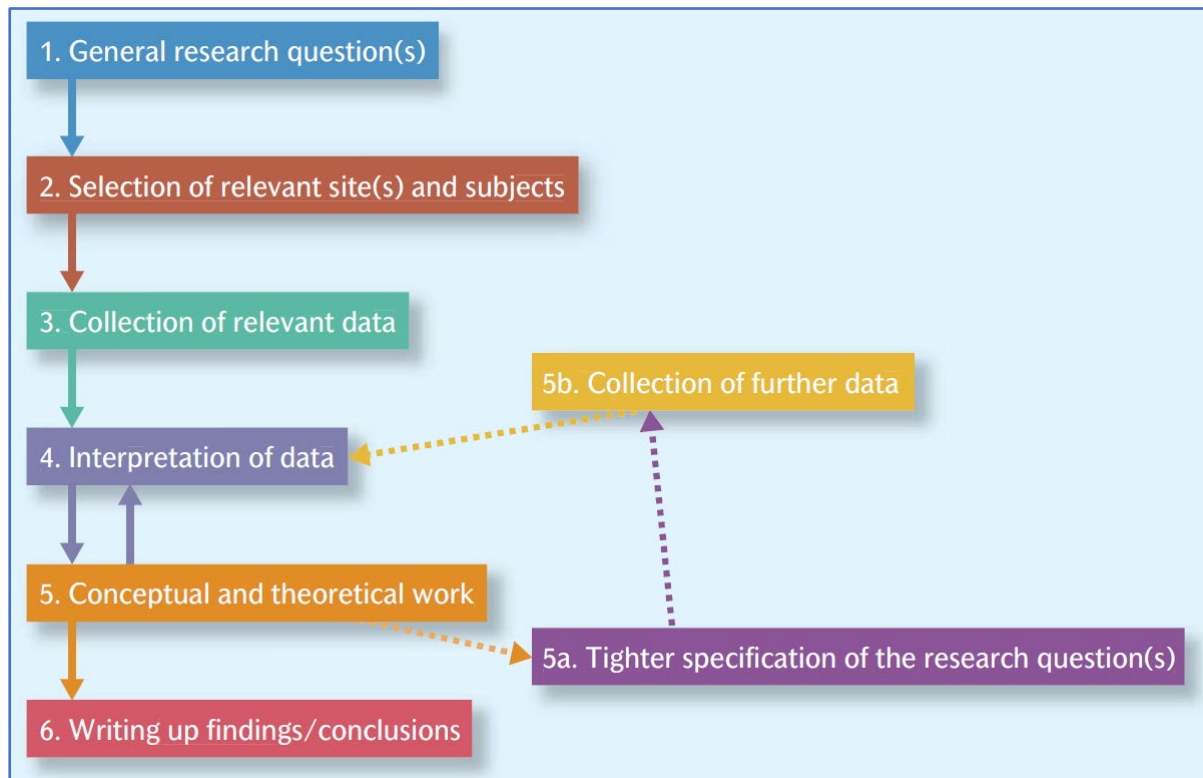 1. General research question(s)
2. Selection of relevant site(s) and subjects
3. Collection of relevant data
5b. Collection of further data
4. Interpretation of data
5. Conceptual and theoretical work
5a. Tighter specification of the research question(s)
6. Writing up findings/conclusions